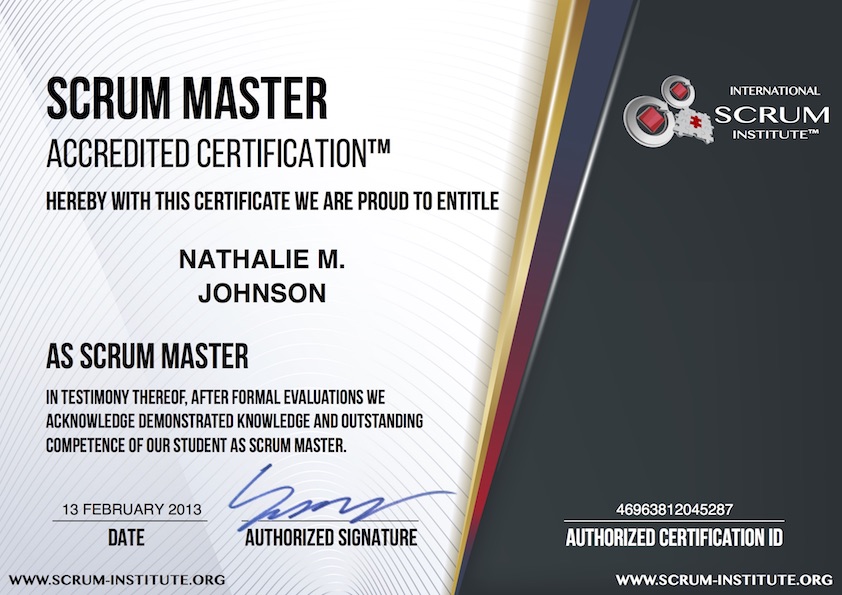 SCRUM MASTER
ACCREDITED CERTIFICATION™
HEREBY WITH THIS CERTIFICATE WE ARE PROUD TO ENTITLE
NATHALIE M.
JOHNSON
AS SCRUM MASTER
IN TESTIMONY THEREOF, AFTER FORMAL EVALUATIONS WE
ACKNOWLEDGE DEMONSTRATED KNOWLEDGE AND OUTSTANDING
COMPETENCE OF OUR STUDENT AS SCRUM MASTER.
13 FEBRUARY 2013
DATE
AUTHORIZED SIGNATURE
WWW.SCRUM-INSTITUTE.ORG
INTERNATIONAL
SCRUM
INSTITUTE™
46963812045287
AUTHORIZED CERTIFICATION ID
WWW.SCRUM-INSTITUTE.ORG